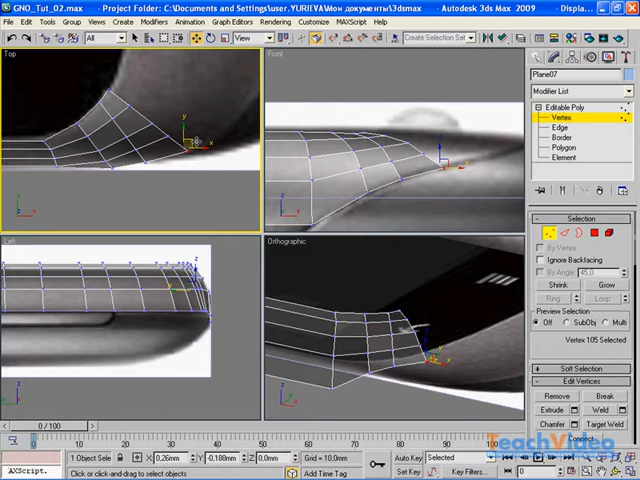 GNO_Tut_02.max - Project Folder: C:\Documents and Settings\user.YURIEVA\Мои документы\3dsmax - Autodesk 3ds Max 2009 - Displa...
File Edit Tools Group Views Create Modifiers Animation Graph Editors Rendering Customize MAXScript Help
All View Create Selection Set
Top
Front
Left
Orthographic
y
x
Plane07
Modifier List
Editable Poly
Vertex
Edge
Border
Polygon
Element
Selection
By Vertex
Ignore Backfacing
By Angle: 45,0
Shrink Grow
Ring Loop
Preview Selection
Off SubObj Multi
Vertex 105 Selected
Soft Selection
Edit Vertices
Remove Break
Extrude Weld
Chamfer Target Weld
Connect
TeachVideo
0 / 100
0 10 20 30 40 50 60 70 80 90 100
AXScript.
1 Object Selec X: 0,26mm Y: -0,188mm Z: 0,0mm Grid = 10,0mm
Auto Key Selected
Click or click-and-drag to select objects Add Time Tag
Set Key Key Filters... 0